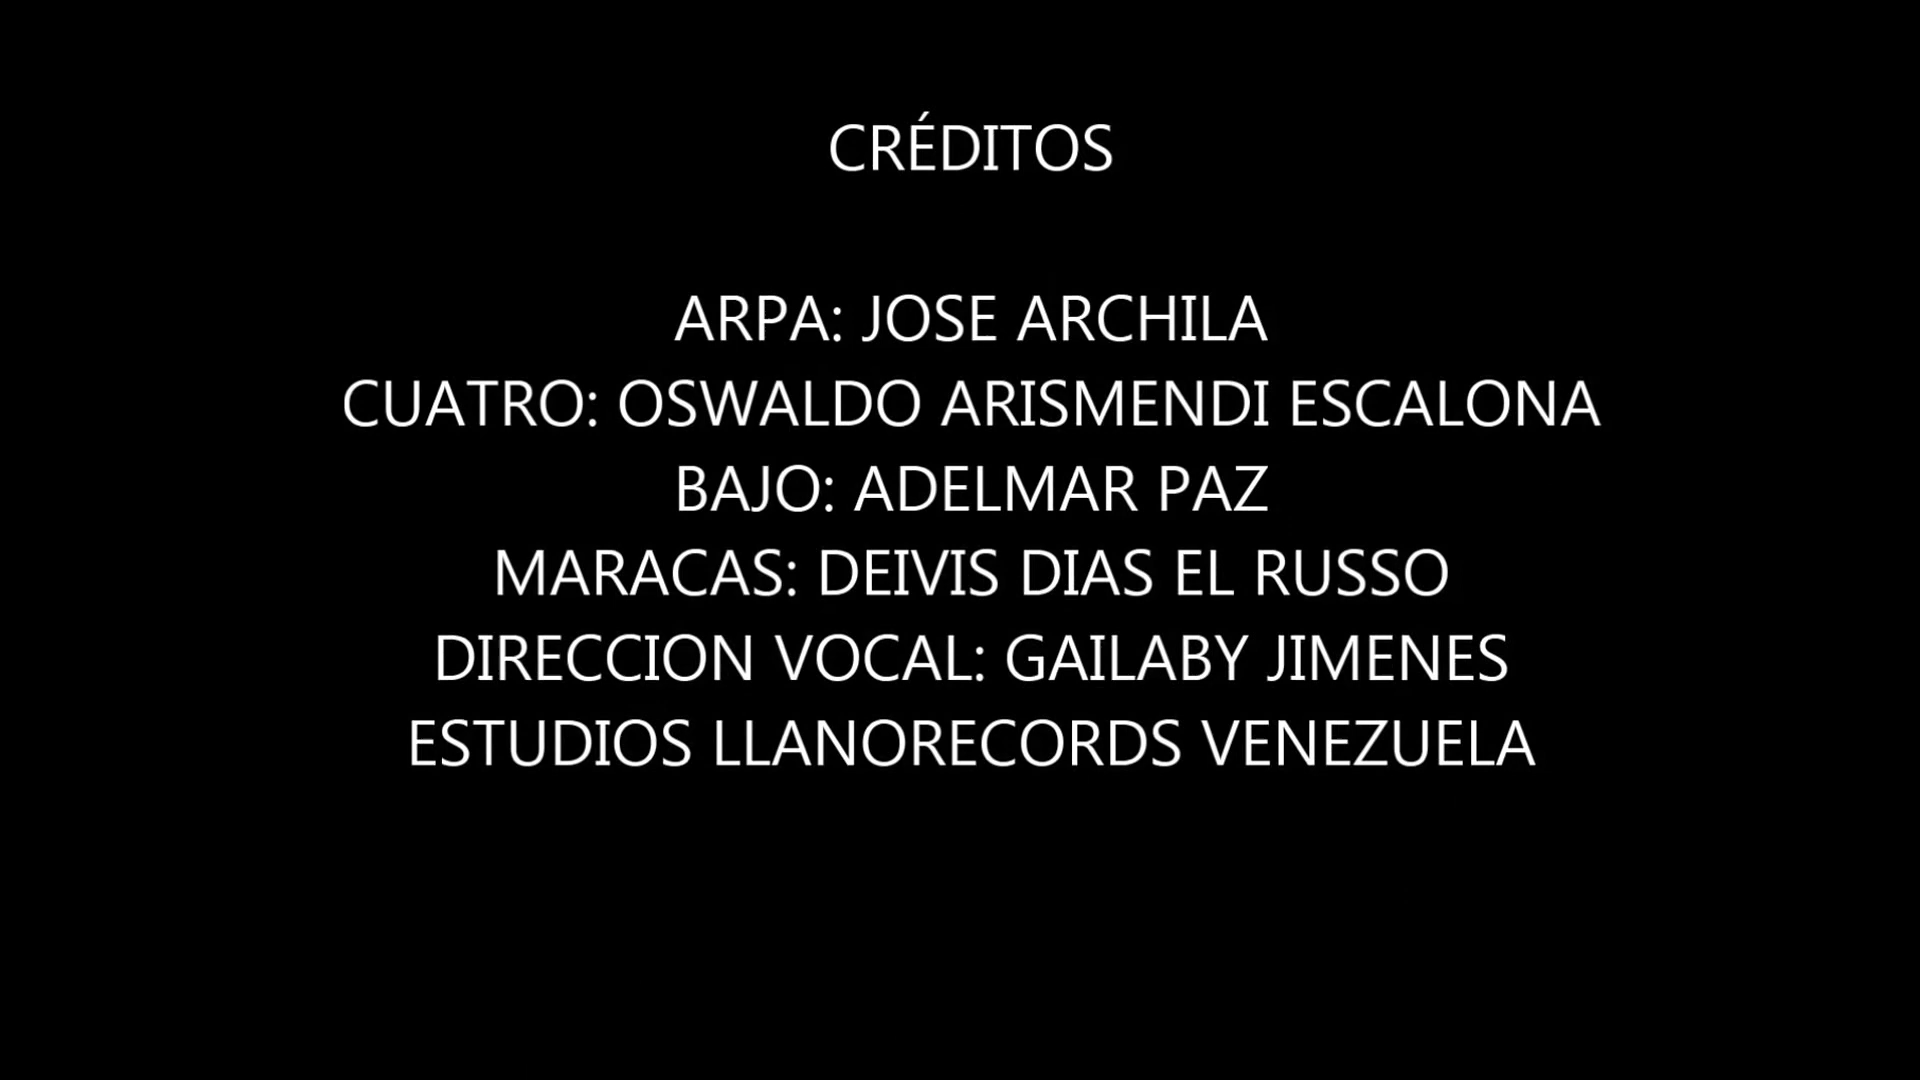 CRÉDITOS
ARPA: JOSE ARCHILA
CUATRO: OSWALDO ARISMENDI ESCALONA
BAJO: ADELMAR PAZ
MARACAS: DEIVIS DIAS EL RUSSO
DIRECCION VOCAL: GAILABY JIMENES
ESTUDIOS LLANORECORDS VENEZUELA